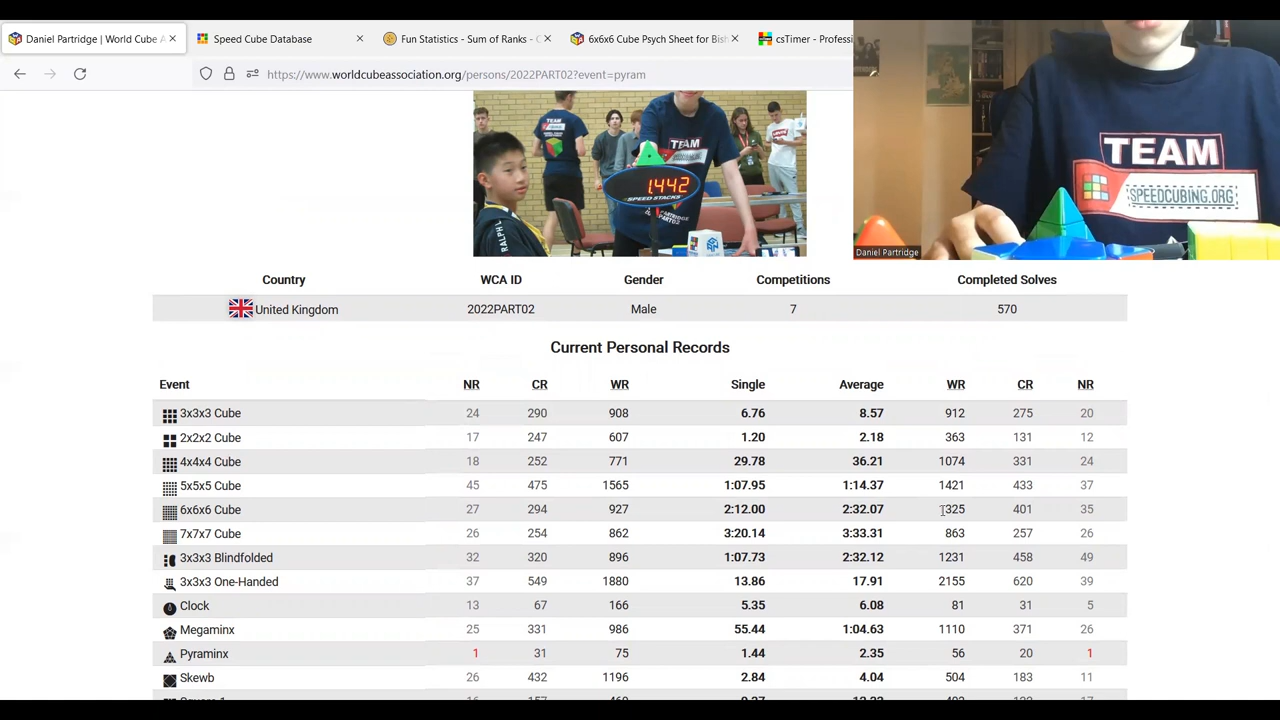 Daniel Partridge | World Cube A
Speed Cube Database
Fun Statistics - Sum of Ranks - C
6x6x6 Cube Psych Sheet for Bish
csTimer - Profess
https://www.worldcubeassociation.org/persons/2022PART02?event=pyram
TEAM
1.442
SPEED STACKS
PARTRIDGE
PART02
RALPH L
TEAM
SPEEDCUBING.ORG
Daniel Partridge
Country WCA ID Gender Competitions Completed Solves
United Kingdom 2022PART02 Male 7 570
Current Personal Records
Event NR CR WR Single Average WR CR NR
3x3x3 Cube 24 290 908 6.76 8.57 912 275 20
2x2x2 Cube 17 247 607 1.20 2.18 363 131 12
4x4x4 Cube 18 252 771 29.78 36.21 1074 331 24
5x5x5 Cube 45 475 1565 1:07.95 1:14.37 1421 433 37
6x6x6 Cube 27 294 927 2:12.00 2:32.07 1325 401 35
7x7x7 Cube 26 254 862 3:20.14 3:33.31 863 257 26
3x3x3 Blindfolded 32 320 896 1:07.73 2:32.12 1231 458 49
3x3x3 One-Handed 37 549 1880 13.86 17.91 2155 620 39
Clock 13 67 166 5.35 6.08 81 31 5
Megaminx 25 331 986 55.44 1:04.63 1110 371 26
Pyraminx 1 31 75 1.44 2.35 56 20 1
Skewb 26 432 1196 2.84 4.04 504 183 11